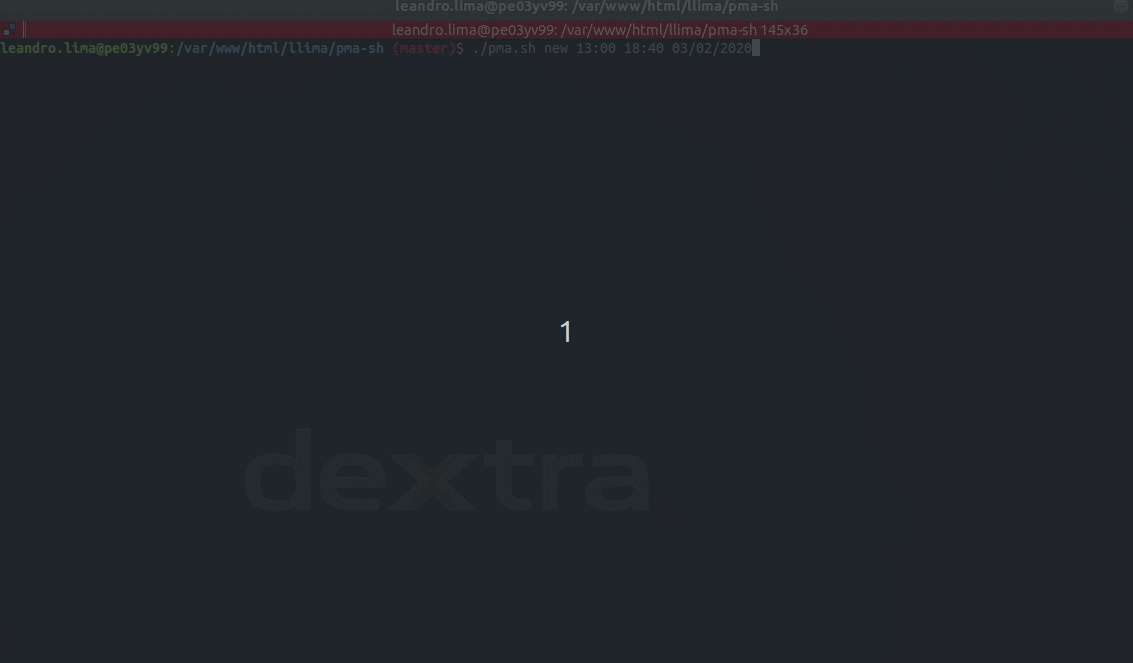 leandro.lima@pe03yv99: /var/www/html/llima/pma-sh
leandro.lima@pe03yv99: /var/www/html/llima/pma-sh 145x36
leandro.lima@pe03yv99:/var/www/html/llima/pma-sh (master)$ ./pma.sh new 13:00 18:40 03/02/2020
1
dextra